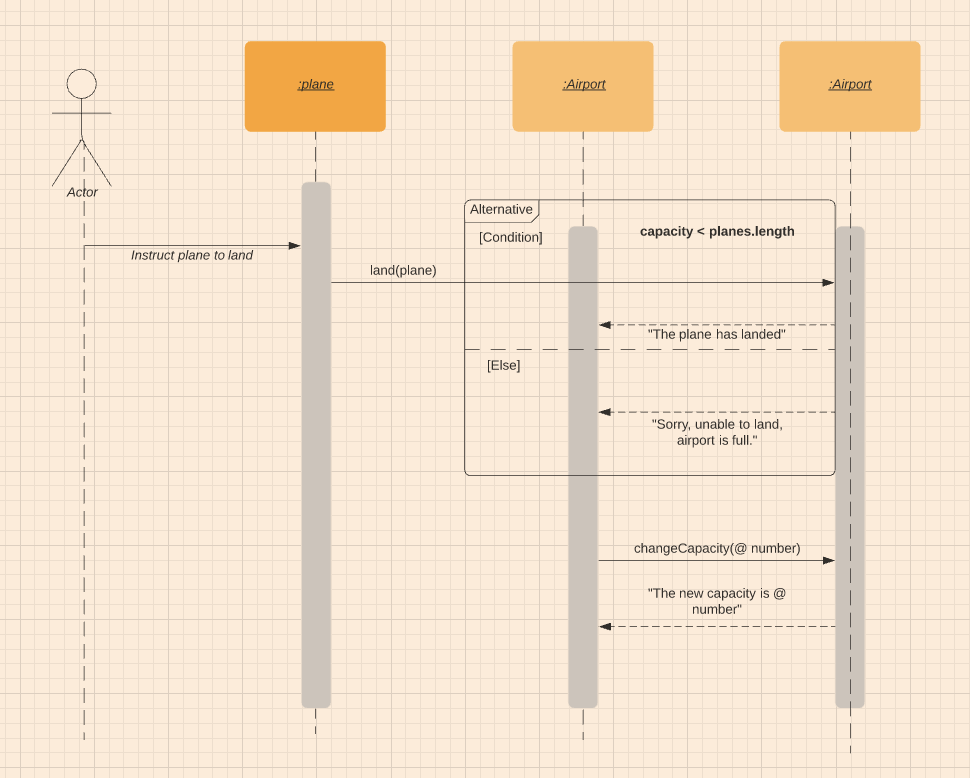 :plane
:Airport
:Airport
Actor
Alternative
[Condition]
capacity < planes.length
Instruct plane to land
land(plane)
"The plane has landed"
[Else]
"Sorry, unable to land,
airport is full."
changeCapacity(@ number)
"The new capacity is @
number"